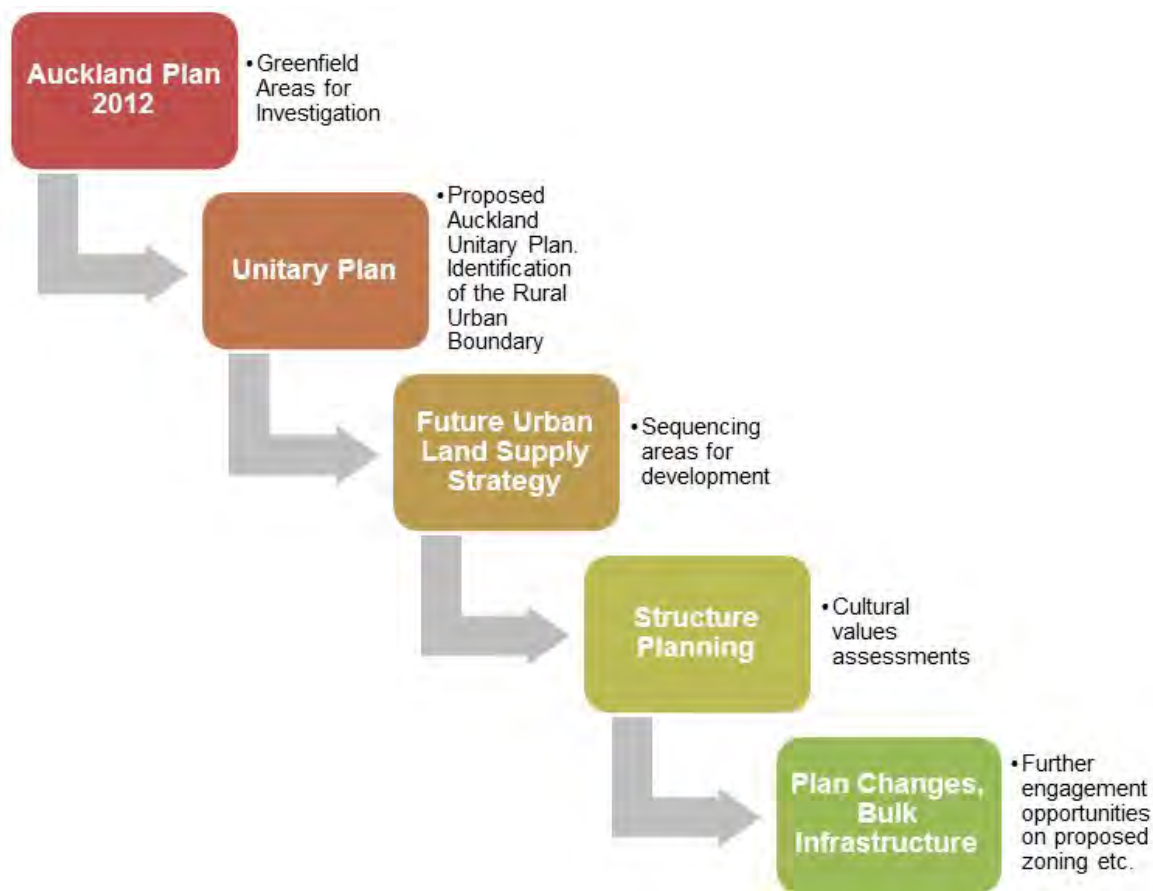 Auckland Plan
2012
•Greenfield
Areas for
Investigation
Unitary Plan
•Proposed
Auckland
Unitary Plan.
Identification
of the Rural
Urban
Boundary
Future Urban
Land Supply
Strategy
•Sequencing
areas for
development
Structure
Planning
•Cultural
values
assessments
Plan Changes,
Bulk
Infrastructure
•Further
engagement
opportunities
on proposed
zoning etc.